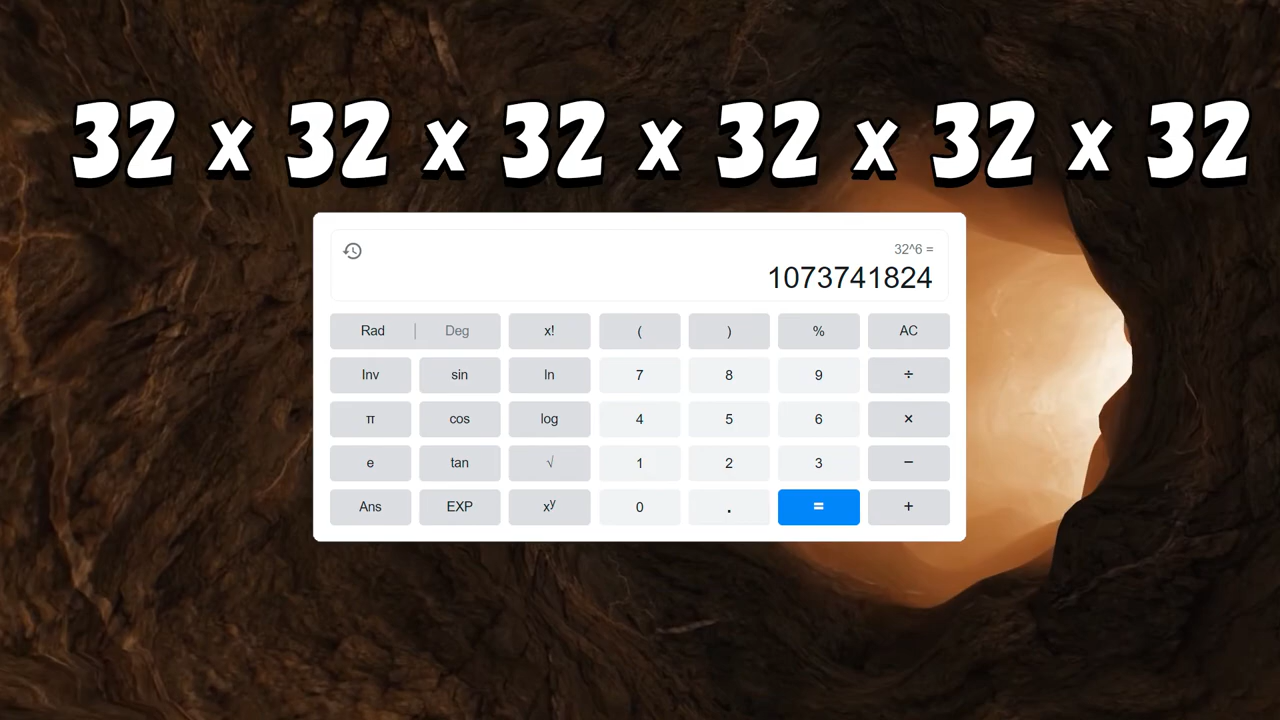 32 x 32 x 32 x 32 x 32 x 32
32^6 =
1073741824
Rad | Deg x! ( ) % AC
Inv sin ln 7 8 9 ÷
π cos log 4 5 6 ×
e tan √ 1 2 3 −
Ans EXP xʸ 0 . = +